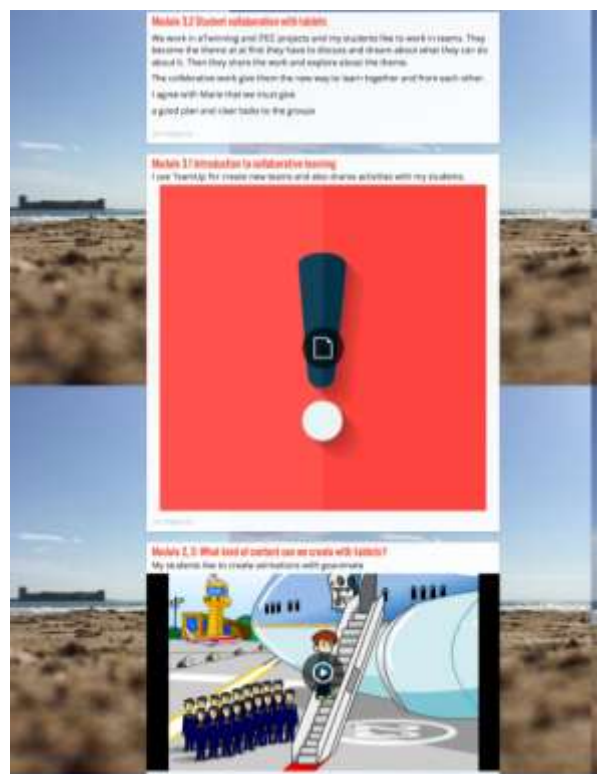 Module 3.2 Student collaboration with tablets
We work in eTwinning and ITEC projects and my students like to work in teams. They
become the theme at at first they have to discuss and dream about what they can do
about it. Then they share the work and explore about the theme.
The collaborative work give them the new way to learn together and from each other.
I agree with Marie that we must give
a good plan and clear tasks to the groups
Module 3.1 Introduction to collaborative learning
I use TeamUp for create new teams and also shares activities with my students.
Module 2, 3: What kind of content can we create with tablets?
My students like to create animations with goanimate